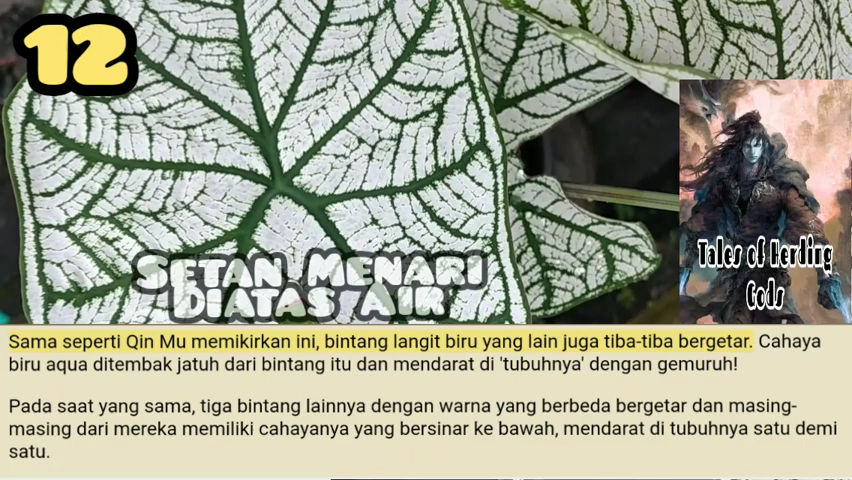 12
SETAN MENARI
DIATAS AIR
Tales of Herding
Gods
Sama seperti Qin Mu memikirkan ini, bintang langit biru yang lain juga tiba-tiba bergetar. Cahaya
biru aqua ditembak jatuh dari bintang itu dan mendarat di 'tubuhnya' dengan gemuruh!
Pada saat yang sama, tiga bintang lainnya dengan warna yang berbeda bergetar dan masing-
masing dari mereka memiliki cahayanya yang bersinar ke bawah, mendarat di tubuhnya satu demi
satu.